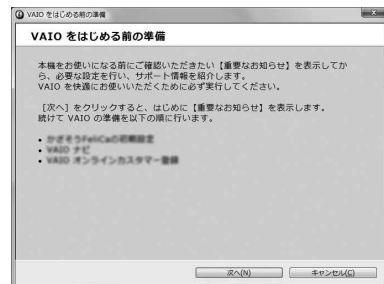 VAIO をはじめる前の準備
VAIO をはじめる前の準備
本機をお使いになる前にご確認いただきたい【重要なお知らせ】を表示してか
ら、必要な設定を行い、サポート情報を紹介します。
VAIO を快適にお使いいただくために必ず実行してください。
［次へ］をクリックすると、はじめに【重要なお知らせ】を表示します。
続けて VAIO の準備を以下の順に行います。
• かざそうFeliCaの初期設定
• VAIO ナビ
• VAIO オンラインカスタマー登録
次へ(N)
キャンセル(C)